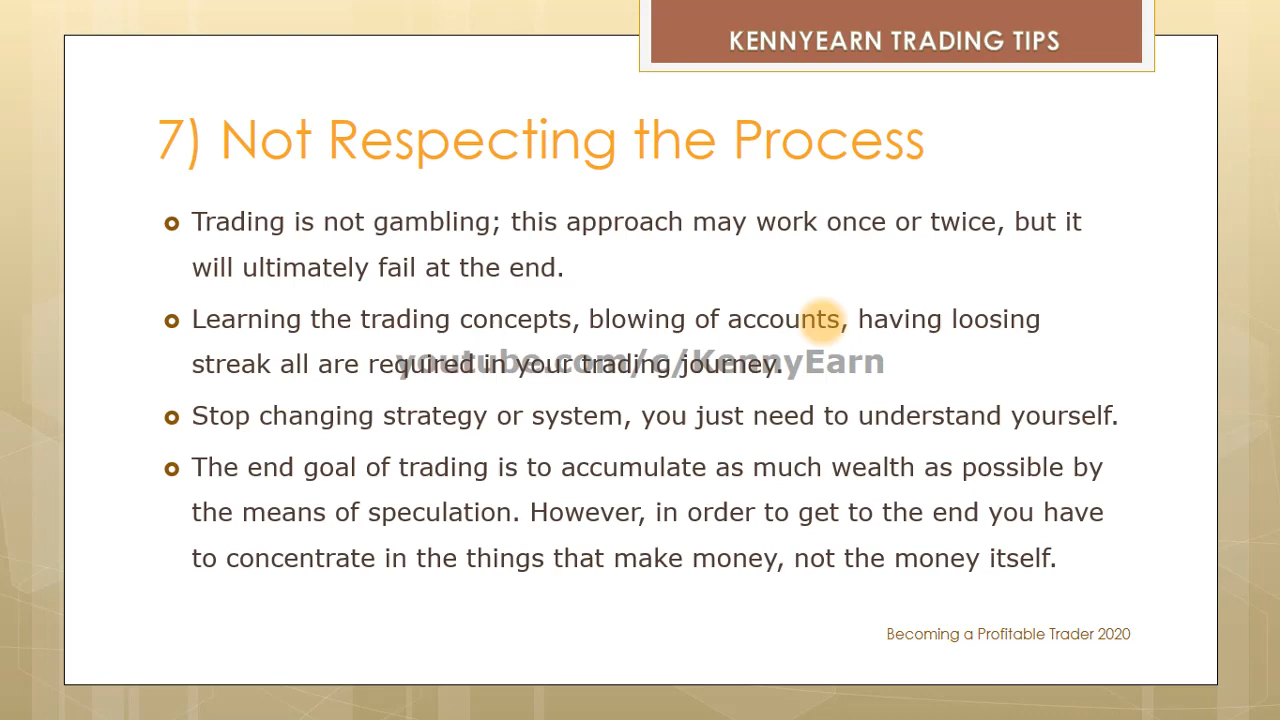 KENNYEARN TRADING TIPS
7) Not Respecting the Process
Trading is not gambling; this approach may work once or twice, but it
will ultimately fail at the end.
Learning the trading concepts, blowing of accounts, having loosing
streak all are required in your trading journey.
youtube.com/c/KennyEarn
Stop changing strategy or system, you just need to understand yourself.
The end goal of trading is to accumulate as much wealth as possible by
the means of speculation. However, in order to get to the end you have
to concentrate in the things that make money, not the money itself.
Becoming a Profitable Trader 2020